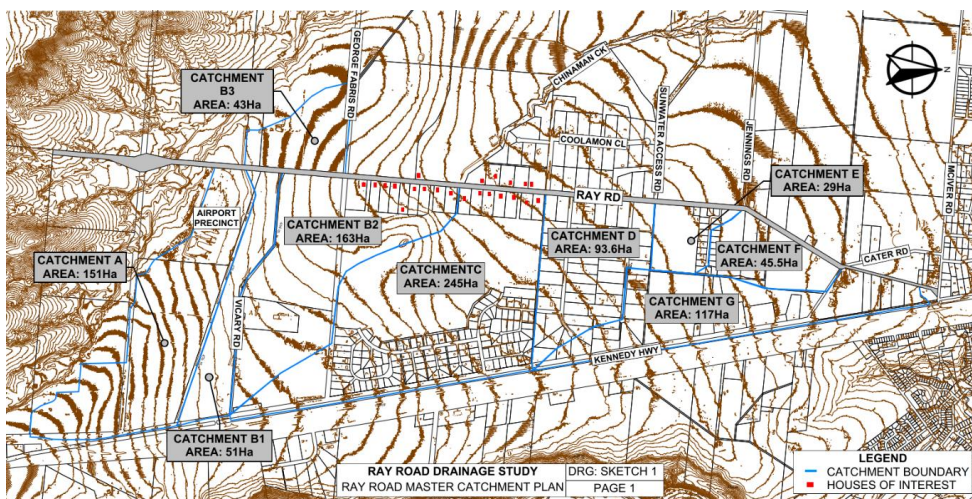 CATCHMENT
B3
AREA: 43Ha
GEORGE FABRIS RD
CHINAMAN CK
SUNWATER ACCESS RD
JENNINGS RD
N
COOLAMON CL
MOVER RD
CATCHMENT E
AREA: 29Ha
RAY RD
AIRPORT
PRECINCT
CATCHMENT B2
AREA: 163Ha
CATCHMENT D
AREA: 93.6Ha
CATCHMENT F
AREA: 45.5Ha
CATER RD
CATCHMENT A
AREA: 151Ha
CATCHMENTC
AREA: 245Ha
VICARY RD
CATCHMENT G
AREA: 117Ha
KENNEDY HWY
CATCHMENT B1
AREA: 51Ha
RAY ROAD DRAINAGE STUDY
DRG: SKETCH 1
RAY ROAD MASTER CATCHMENT PLAN
PAGE 1
LEGEND
CATCHMENT BOUNDARY
HOUSES OF INTEREST